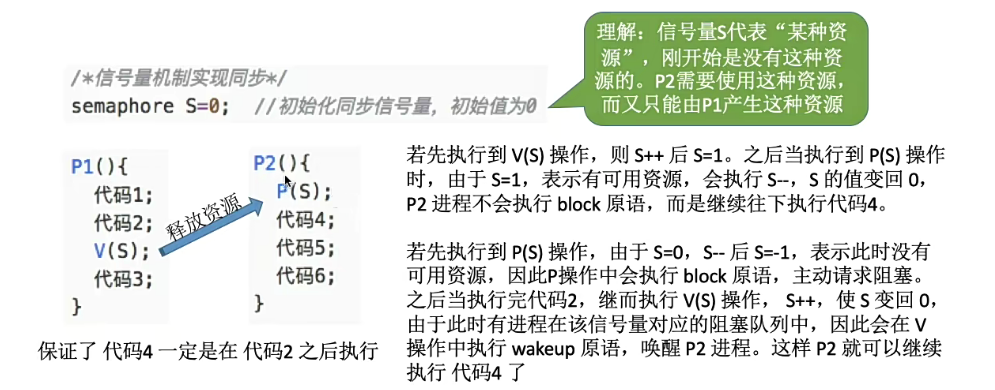 理解：信号量S代表“某种资
源”，刚开始是没有这种资
源的。P2需要使用这种资源，
而又只能由P1产生这种资源
/*信号量机制实现同步*/
semaphore S=0;   //初始化同步信号量，初始值为0
P1(){
代码1;
代码2;
V(S);
代码3;
}
释放资源
P2(){
P(S);
代码4;
代码5;
代码6;
}
保证了 代码4 一定是在 代码2 之后执行
若先执行到 V(S) 操作，则 S++ 后 S=1。之后当执行到 P(S) 操作
时，由于 S=1，表示有可用资源，会执行 S--，S 的值变回 0，
P2 进程不会执行 block 原语，而是继续往下执行代码4。
若先执行到 P(S) 操作，由于 S=0，S-- 后 S=-1，表示此时没有
可用资源，因此P操作中会执行 block 原语，主动请求阻塞。
之后当执行完代码2，继而执行 V(S) 操作， S++，使 S 变回 0，
由于此时有进程在该信号量对应的阻塞队列中，因此会在 V
操作中执行 wakeup 原语，唤醒 P2 进程。这样 P2 就可以继续
执行 代码4 了